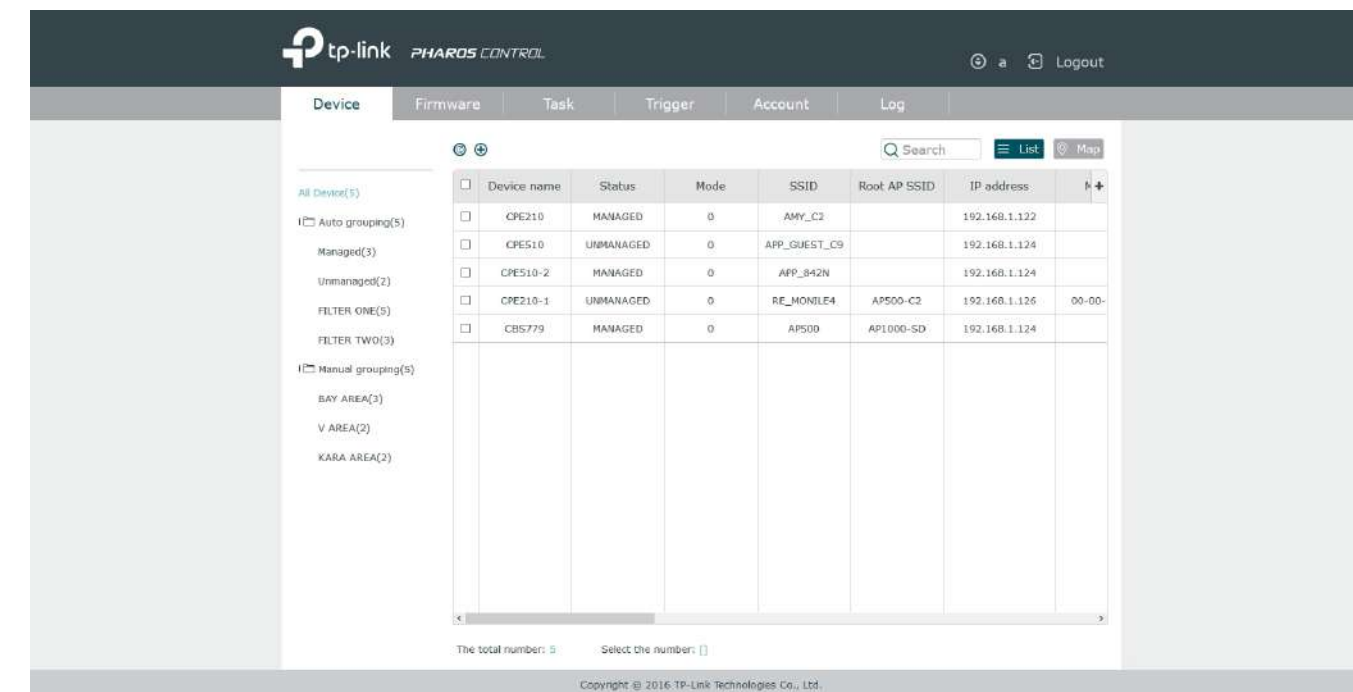 tp-link PHAROS CONTROL
a Logout
Device Firmware Task Trigger Account Log
Search List Map
All Device(5)
Auto grouping(5)
Managed(3)
Unmanaged(2)
FILTER ONE(5)
FILTER TWO(3)
Manual grouping(5)
BAY AREA(3)
V AREA(2)
KARA AREA(2)
Device name Status Mode SSID Root AP SSID IP address M
CPE210 MANAGED 0 AMY_C2 192.168.1.122
CPE510 UNMANAGED 0 APP_GUEST_C9 192.168.1.124
CPE510-2 MANAGED 0 APP_842N 192.168.1.124
CPE210-1 UNMANAGED 0 RE_MONILE4 AP500-C2 192.168.1.126 00-00-
CBS779 MANAGED 0 AP500 AP1000-SD 192.168.1.124
The total number: 5 Select the number: []
Copyright © 2016 TP-Link Technologies Co., Ltd.